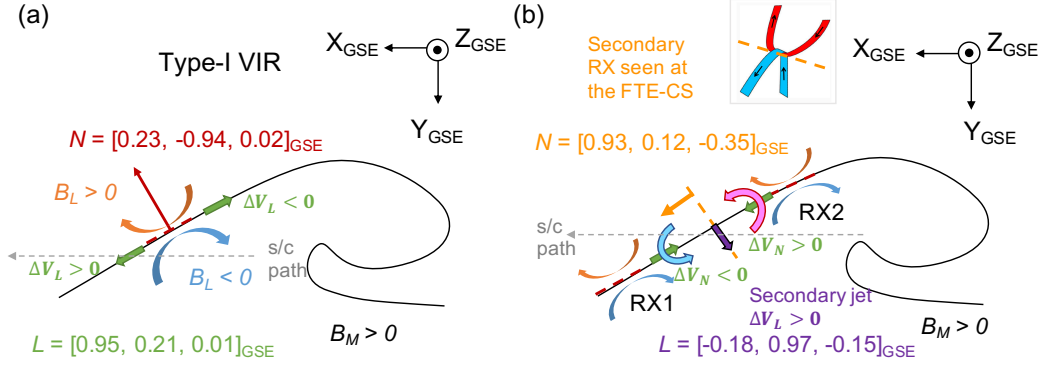 (a)
Type-I VIR
X_GSE
Z_GSE
Y_GSE
N = [0.23, -0.94, 0.02]_GSE
B_L > 0
ΔV_L < 0
ΔV_L > 0
B_L < 0
s/c
path
B_M > 0
L = [0.95, 0.21, 0.01]_GSE
(b)
Secondary
RX seen at
the FTE-CS
X_GSE
Z_GSE
Y_GSE
N = [0.93, 0.12, -0.35]_GSE
s/c
path
RX2
ΔV_N > 0
ΔV_N < 0
RX1
Secondary jet
ΔV_L > 0
B_M > 0
L = [-0.18, 0.97, -0.15]_GSE